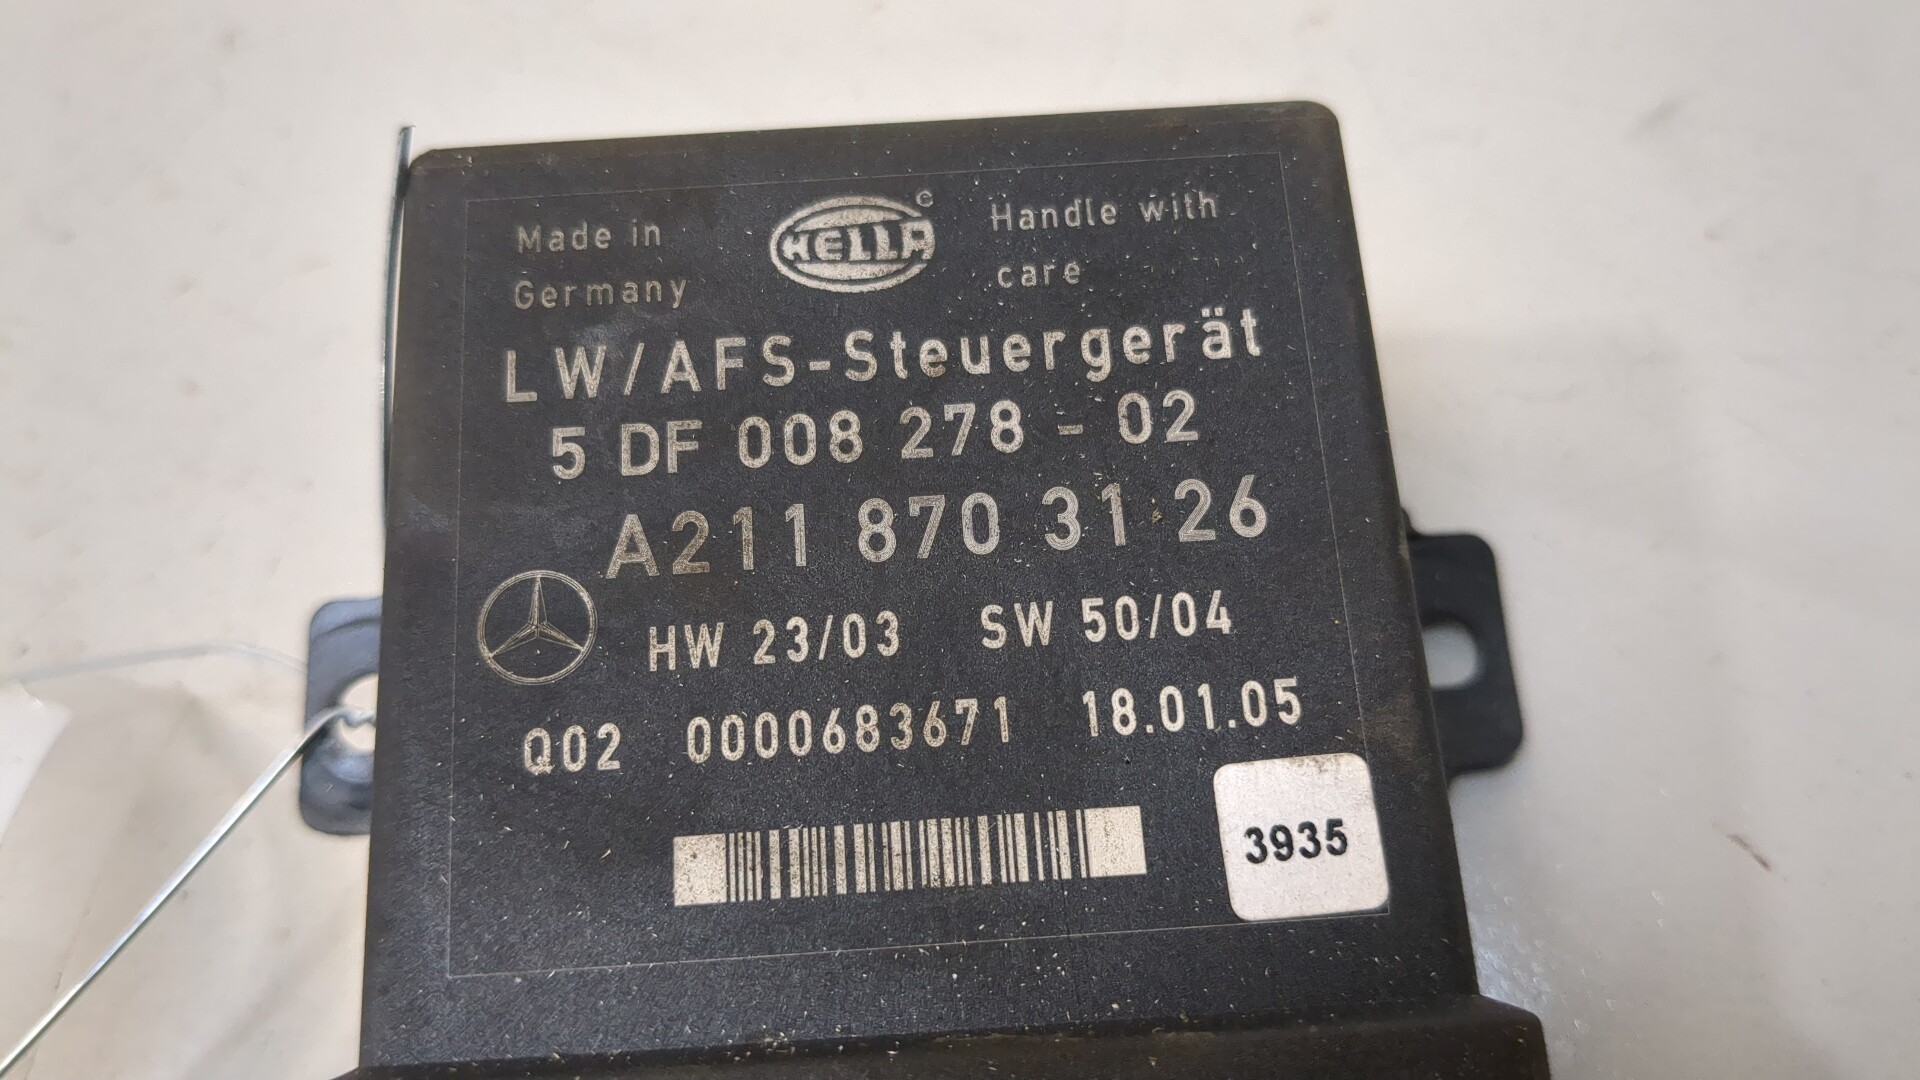 Made in
Germany
HELLA
©
Handle with
care
LW/AFS-Steuergerät
5 DF 008 278 - 02
A211 870 31 26
HW 23/03 SW 50/04
Q02 0000683671 18.01.05
3935